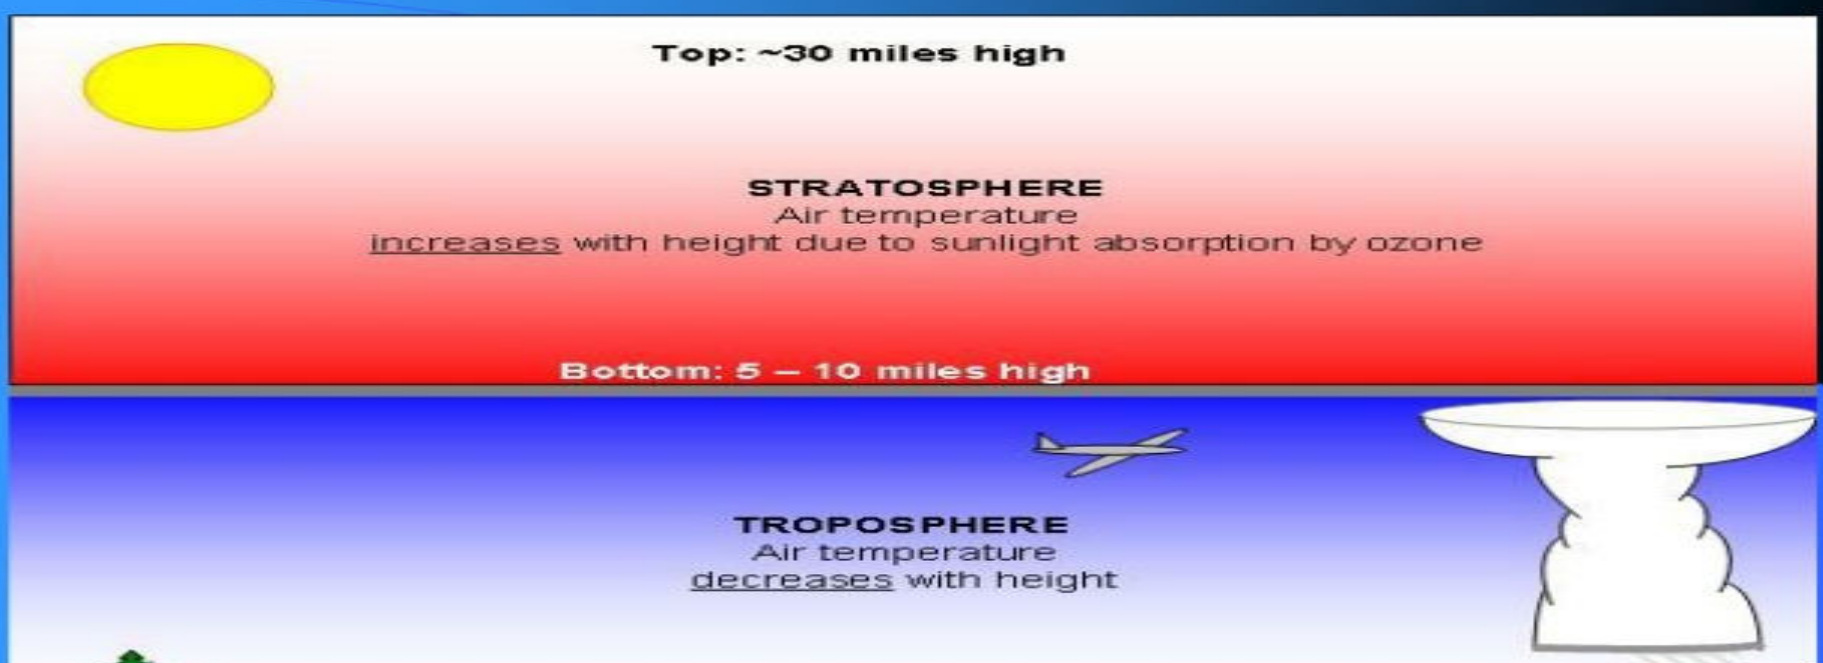 Top: ~30 miles high
STRATOSPHERE
Air temperature
increases with height due to sunlight absorption by ozone
Bottom: 5 – 10 miles high
TROPOSPHERE
Air temperature
decreases with height